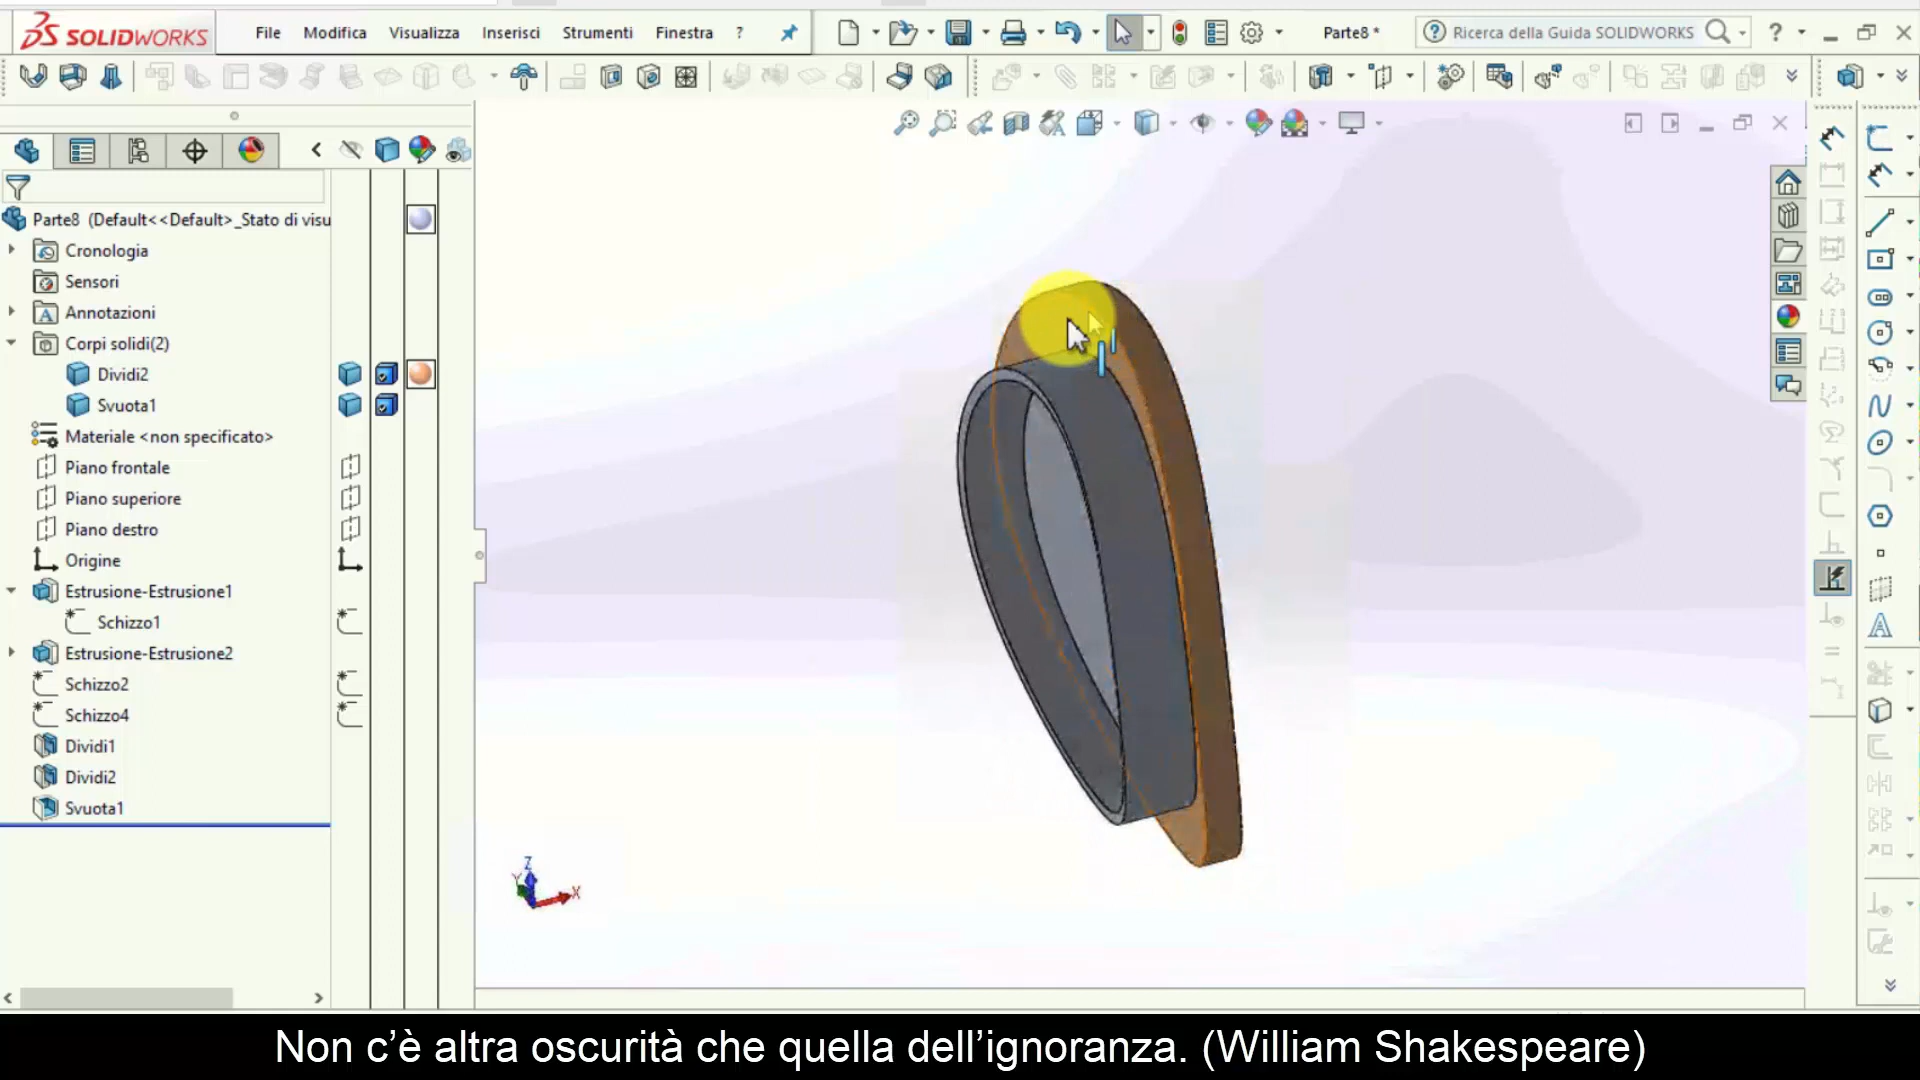 SOLIDWORKS File Modifica Visualizza Inserisci Strumenti Finestra ? Parte8 * Ricerca della Guida SOLIDWORKS ?
Parte8 (Default<<Default>_Stato di visu
Cronologia
Sensori
Annotazioni
Corpi solidi(2)
Dividi2
Svuota1
Materiale <non specificato>
Piano frontale
Piano superiore
Piano destro
Origine
Estrusione-Estrusione1
Schizzo1
Estrusione-Estrusione2
Schizzo2
Schizzo4
Dividi1
Dividi2
Svuota1
Z
Y
X
Non c’è altra oscurità che quella dell’ignoranza. (William Shakespeare)